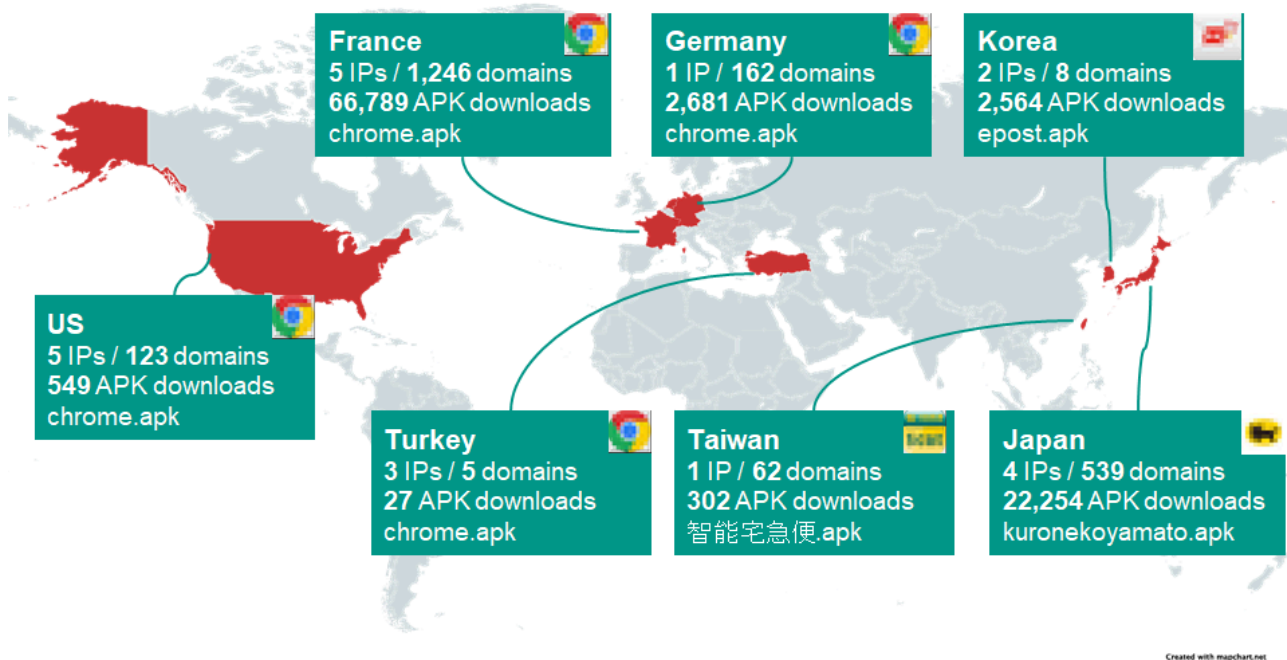 France
5 IPs / 1,246 domains
66,789 APK downloads
chrome.apk
Germany
1 IP / 162 domains
2,681 APK downloads
chrome.apk
Korea
2 IPs / 8 domains
2,564 APK downloads
epost.apk
US
5 IPs / 123 domains
549 APK downloads
chrome.apk
Turkey
3 IPs / 5 domains
27 APK downloads
chrome.apk
Taiwan
1 IP / 62 domains
302 APK downloads
智能宅急便.apk
Japan
4 IPs / 539 domains
22,254 APK downloads
kuronekoyamato.apk
Created with mapchart.net